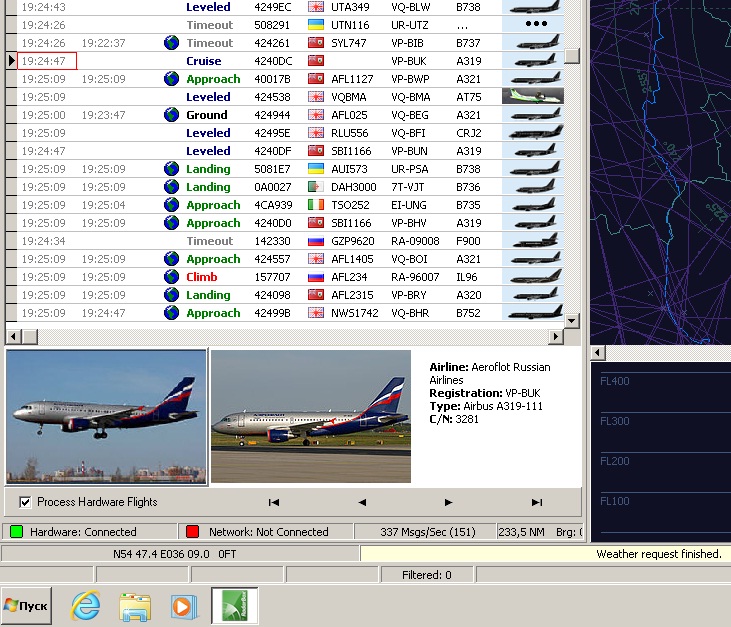 19:24:43 Leveled 4249EC UTA349 VQ-BLW B738
19:24:26 Timeout 508291 UTN116 UR-UTZ ...
19:24:26 19:22:37 Timeout 424261 SYL747 VP-BIB B737
19:24:47 Cruise 4240DC VP-BUK A319
19:25:09 19:25:09 Approach 40017B AFL1127 VP-BWP A321
19:25:09 Leveled 424538 VQBMA VQ-BMA AT75
19:25:00 19:23:47 Ground 424944 AFL025 VQ-BEG A321
19:25:09 Leveled 42495E RLU556 VQ-BFI CRJ2
19:24:47 Leveled 4240DF SBI1166 VP-BUN A319
19:25:09 19:25:09 Landing 5081E7 AUI573 UR-PSA B738
19:25:09 19:25:09 Landing 0A0027 DAH3000 7T-VJT B736
19:25:09 19:25:04 Approach 4CA939 TSO252 EI-UNG B735
19:25:09 19:25:09 Approach 4240D0 SBI1166 VP-BHV A319
19:24:34 Timeout 142330 GZP9620 RA-09008 F900
19:25:09 19:25:09 Approach 424557 AFL1405 VQ-BOI A321
19:25:09 19:25:09 Climb 157707 AFL234 RA-96007 IL96
19:25:09 19:25:09 Landing 424098 AFL2315 VP-BRY A320
19:25:09 19:24:47 Approach 42499B NWS1742 VQ-BHR B752
Airline: Aeroflot Russian
Airlines
Registration: VP-BUK
Type: Airbus A319-111
C/N: 3281
FL400
FL300
FL200
FL100
Process Hardware Flights
Hardware: Connected Network: Not Connected 337 Msgs/Sec (151) 233,5 NM Brg:
N54 47.4 E036 09.0 0FT Weather request finished.
Filtered: 0
Пуск